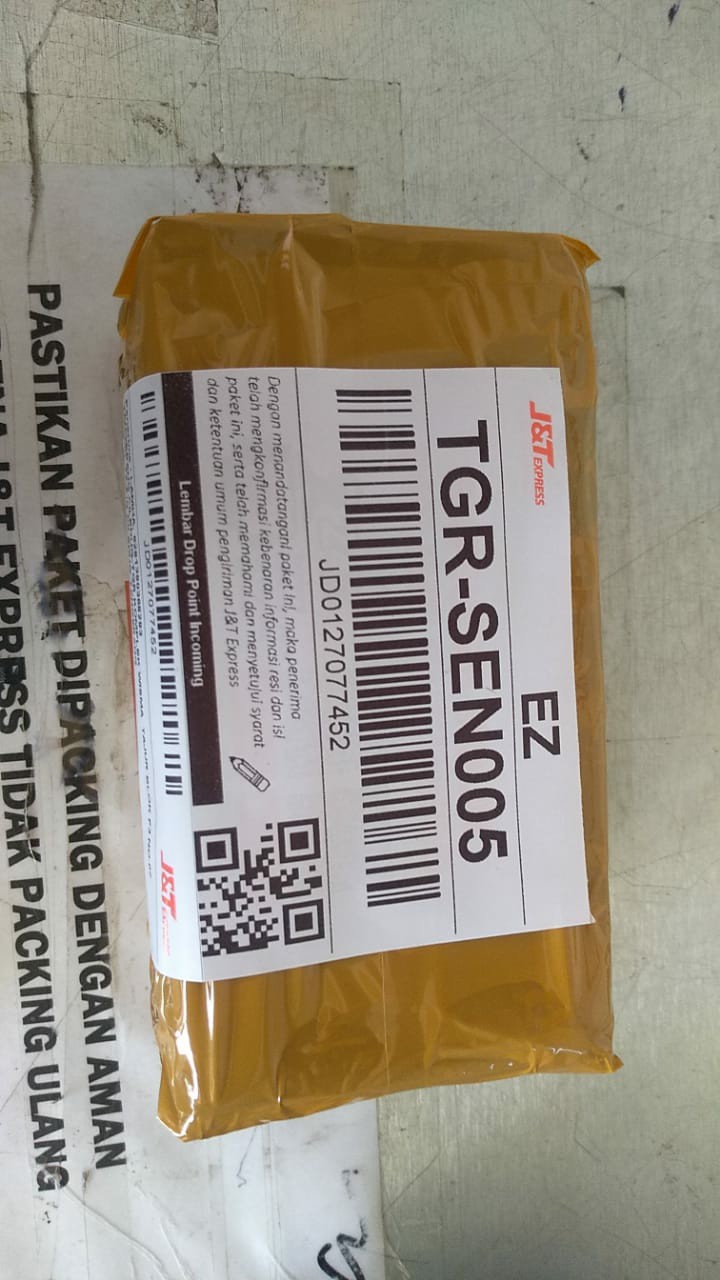 J&T EXPRESS
EZ
TGR-SEN005
JD0127077452
Dengan menandatangani paket ini, maka penerima
telah mengkonfirmasi kebenaran informasi resi dan isi
paket ini, serta telah memahami dan menyetujui syarat
dan ketentuan umum pengiriman J&T Express
Lembar Drop Point Incoming
JD0127077452
J&T
PASTIKAN PAKET DIPACKING DENGAN AMAN
J&T EXPRESS TIDAK PACKING ULANG